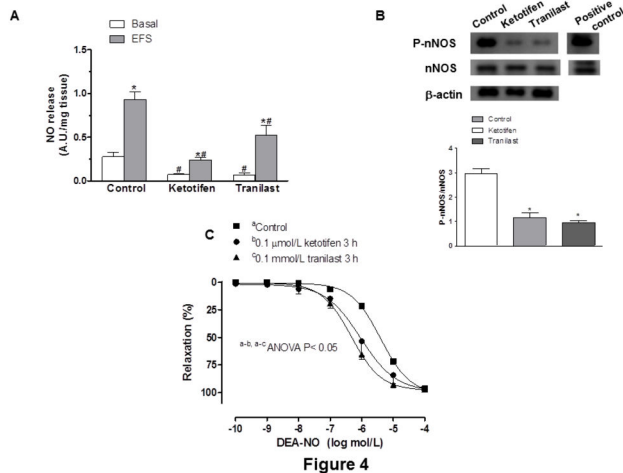 A
Basal
EFS
NO release
(A.U./mg tissue)
1.5
1.0
0.5
0.0
*
#
*#
#
*#
Control
Ketotifen
Tranilast
B
Control
Ketotifen
Tranilast
Positive
control
P-nNOS
nNOS
β-actin
Control
Ketotifen
Tranilast
P-nNOS/nNOS
4
3
2
1
0
*
*
C
ᵃControl
ᵇ0.1 μmol/L ketotifen 3 h
ᶜ0.1 mmol/L tranilast 3 h
Relaxation (%)
0
25
50
75
100
ᵃ⁻ᵇ, ᵃ⁻ᶜ ANOVA P< 0.05
-10 -9 -8 -7 -6 -5 -4
DEA-NO (log mol/L)
Figure 4